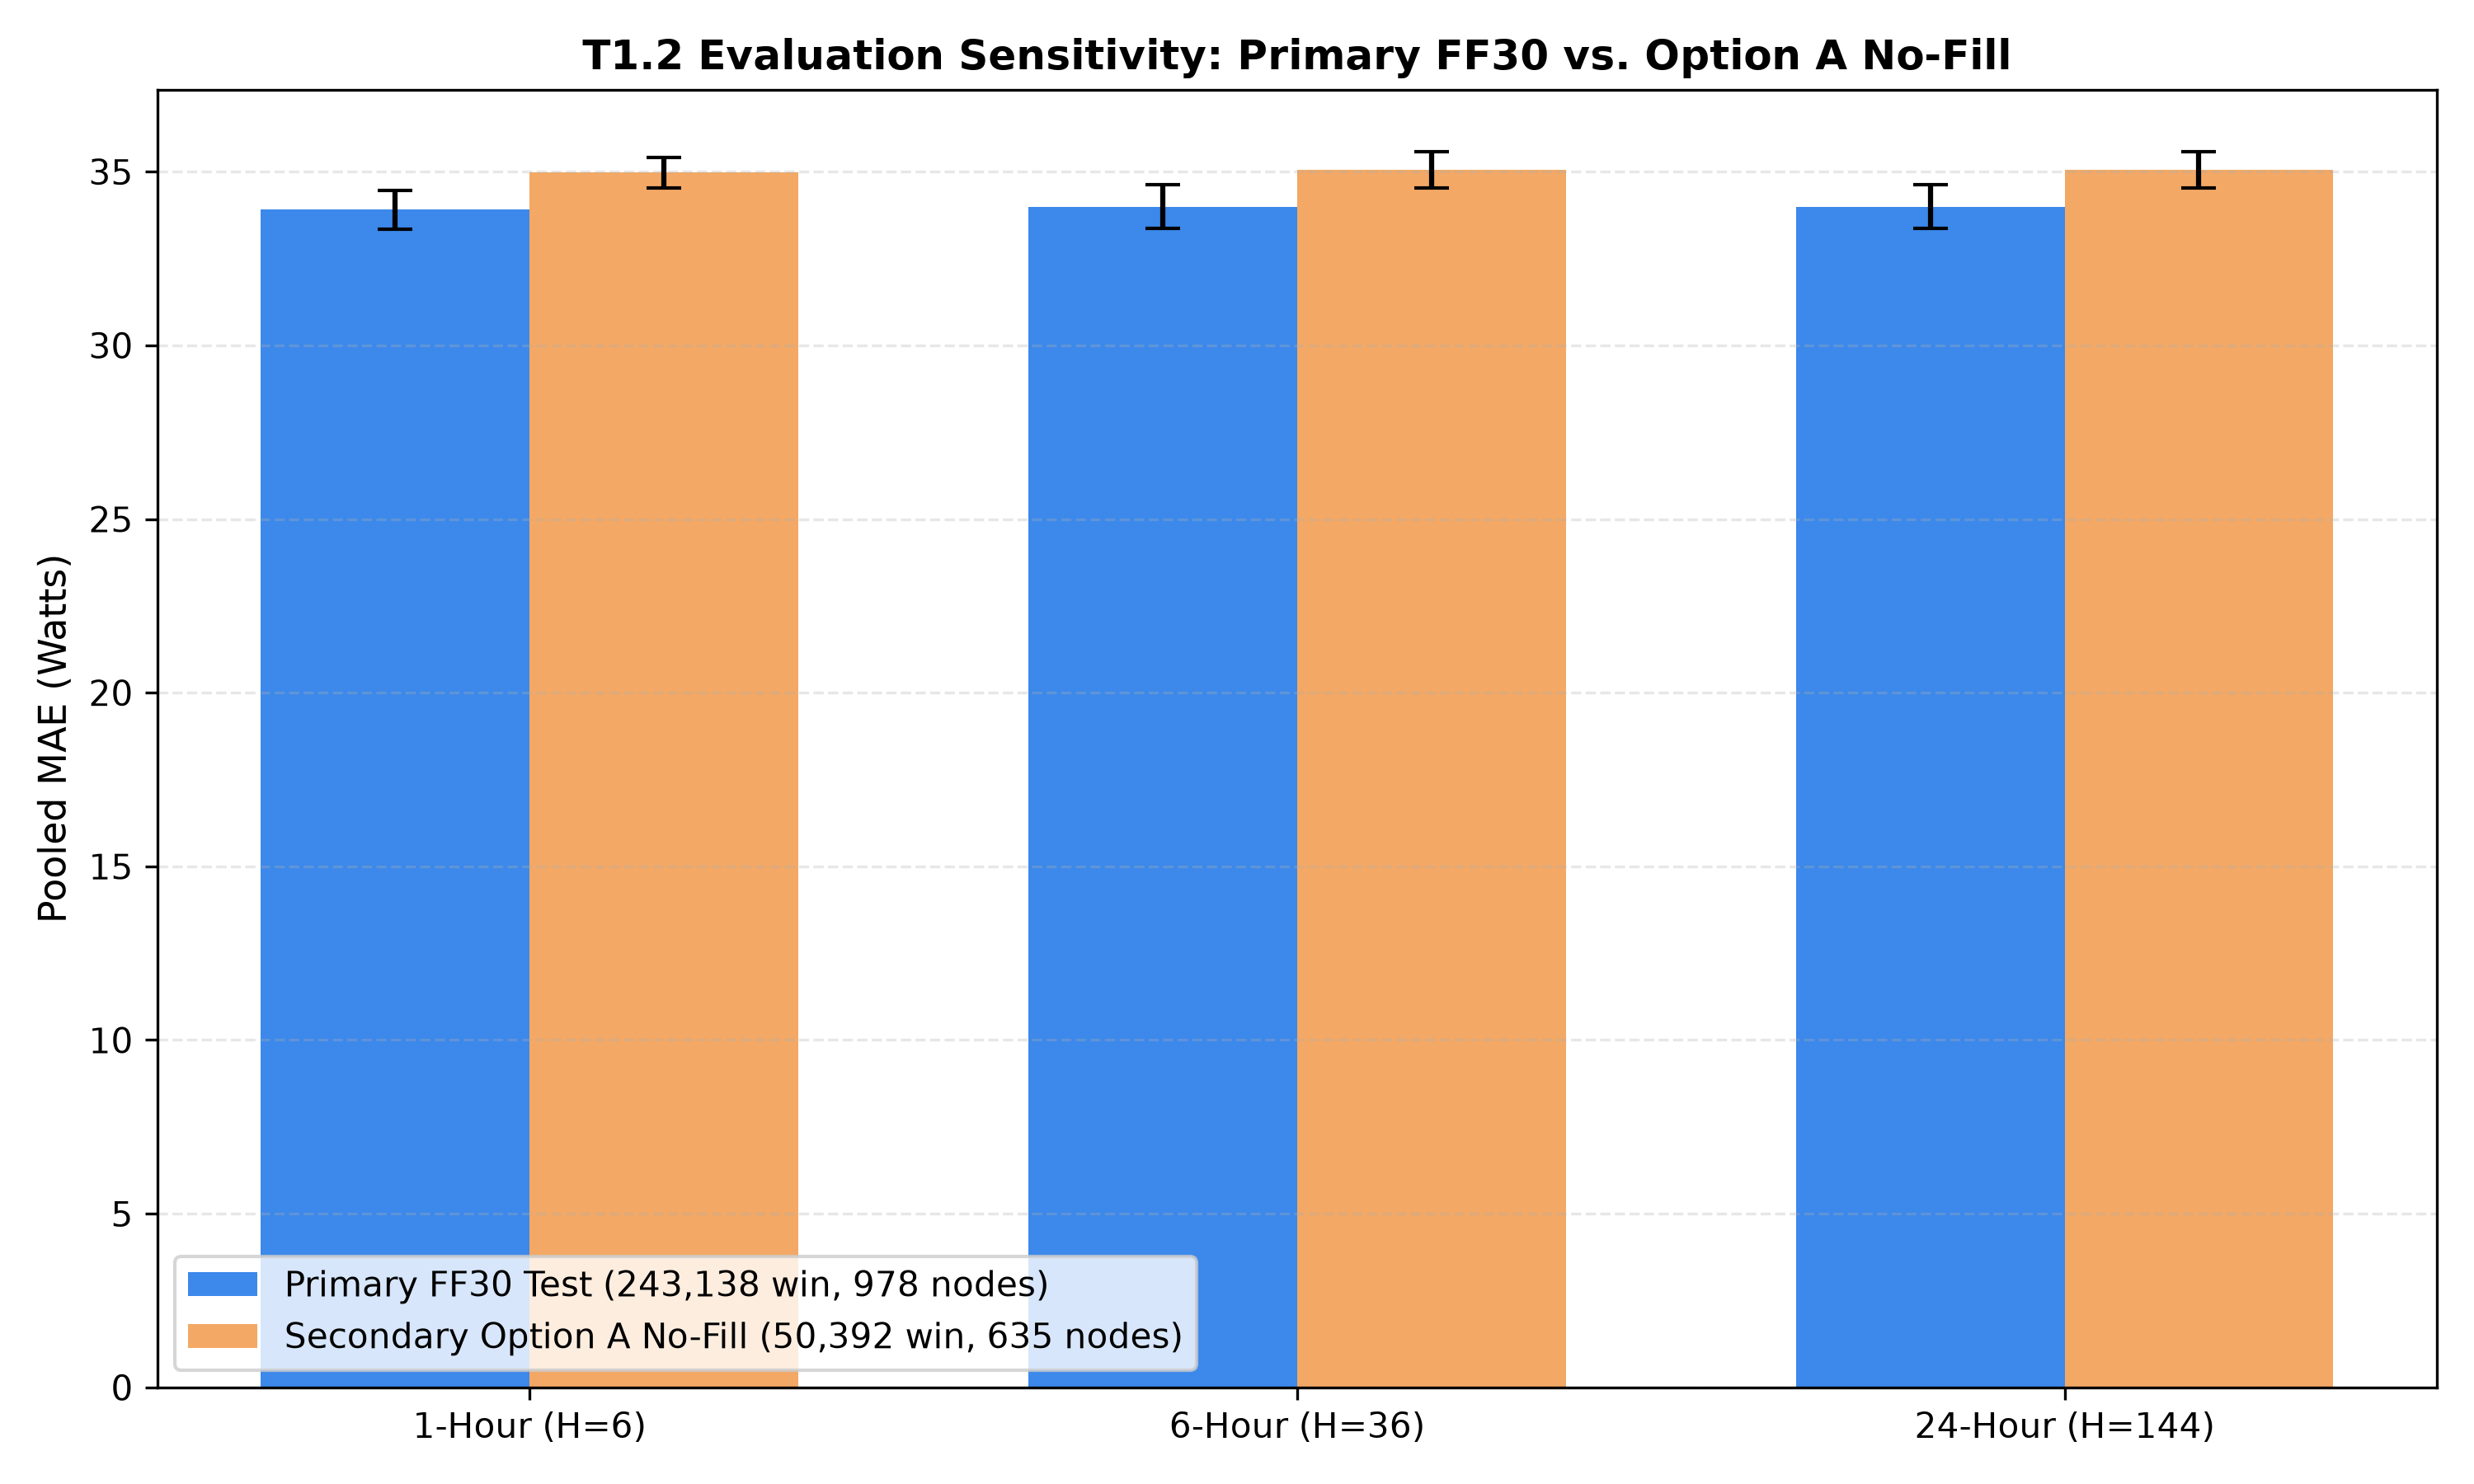 T1.2 Evaluation Sensitivity: Primary FF30 vs. Option A No-Fill
Pooled MAE (Watts)
35
30
25
20
15
10
5
0
Primary FF30 Test (243,138 win, 978 nodes)
Secondary Option A No-Fill (50,392 win, 635 nodes)
1-Hour (H=6)
6-Hour (H=36)
24-Hour (H=144)